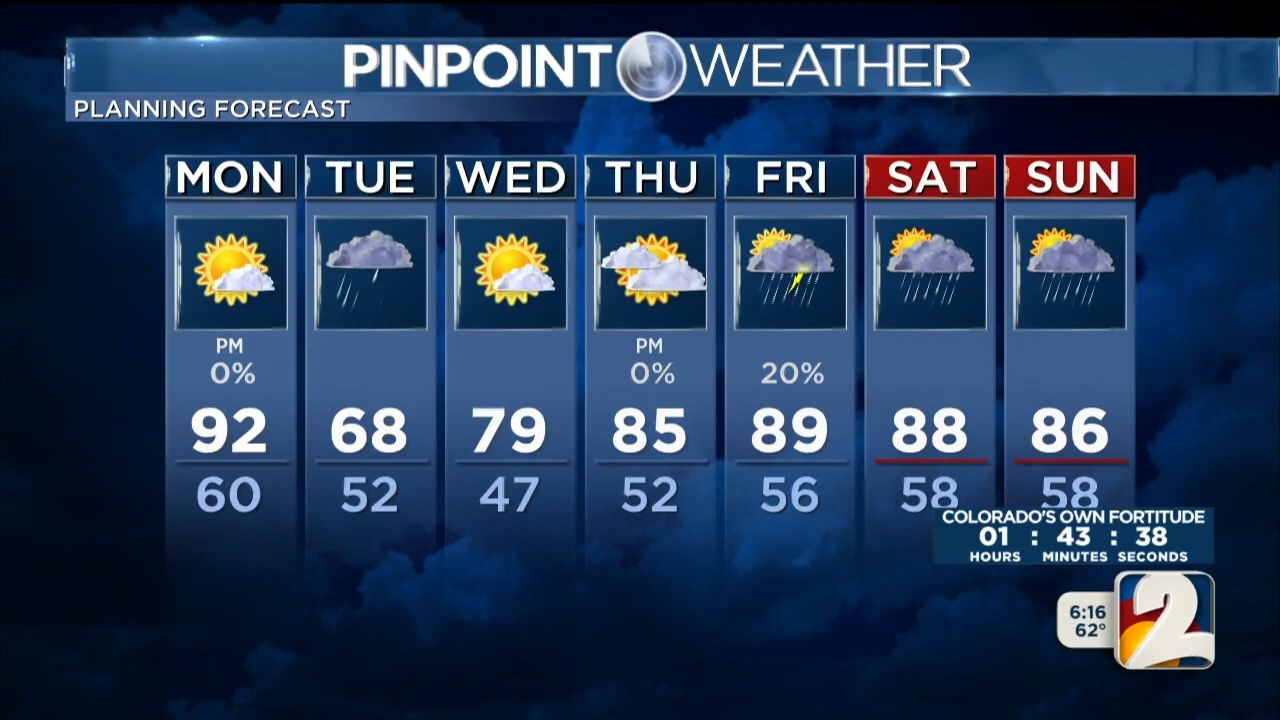 PINPOINT WEATHER
PLANNING FORECAST
MON TUE WED THU FRI SAT SUN
PM PM
0% 0% 20%
92 68 79 85 89 88 86
60 52 47 52 56 58 58
COLORADO'S OWN FORTITUDE
01 : 43 : 38
HOURS MINUTES SECONDS
6:16
62°
2